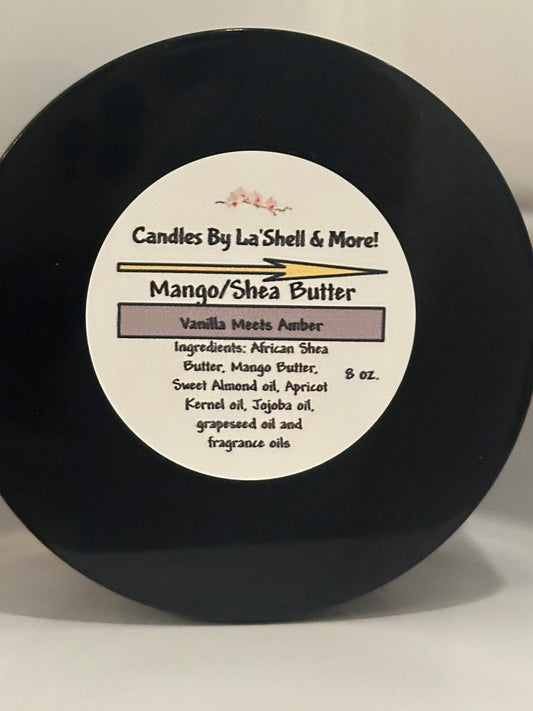 Candles By La'Shell & More!
Mango/Shea Butter
Vanilla Meets Amber
Ingredients: African Shea
Butter, Mango Butter,
8 oz.
Sweet Almond oil, Apricot
Kernel oil, Jojoba oil,
grapeseed oil and
fragrance oils